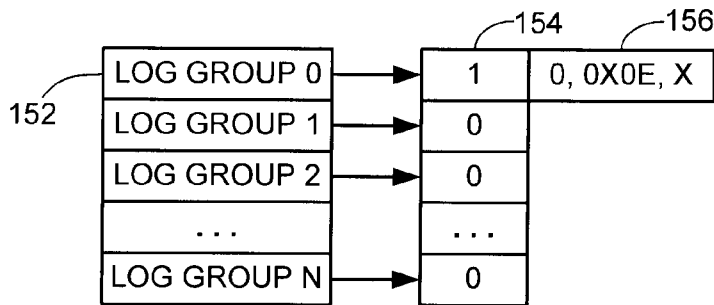 154 156
152
LOG GROUP 0 1 0, 0X0E, X
LOG GROUP 1 0
LOG GROUP 2 0
... ...
LOG GROUP N 0